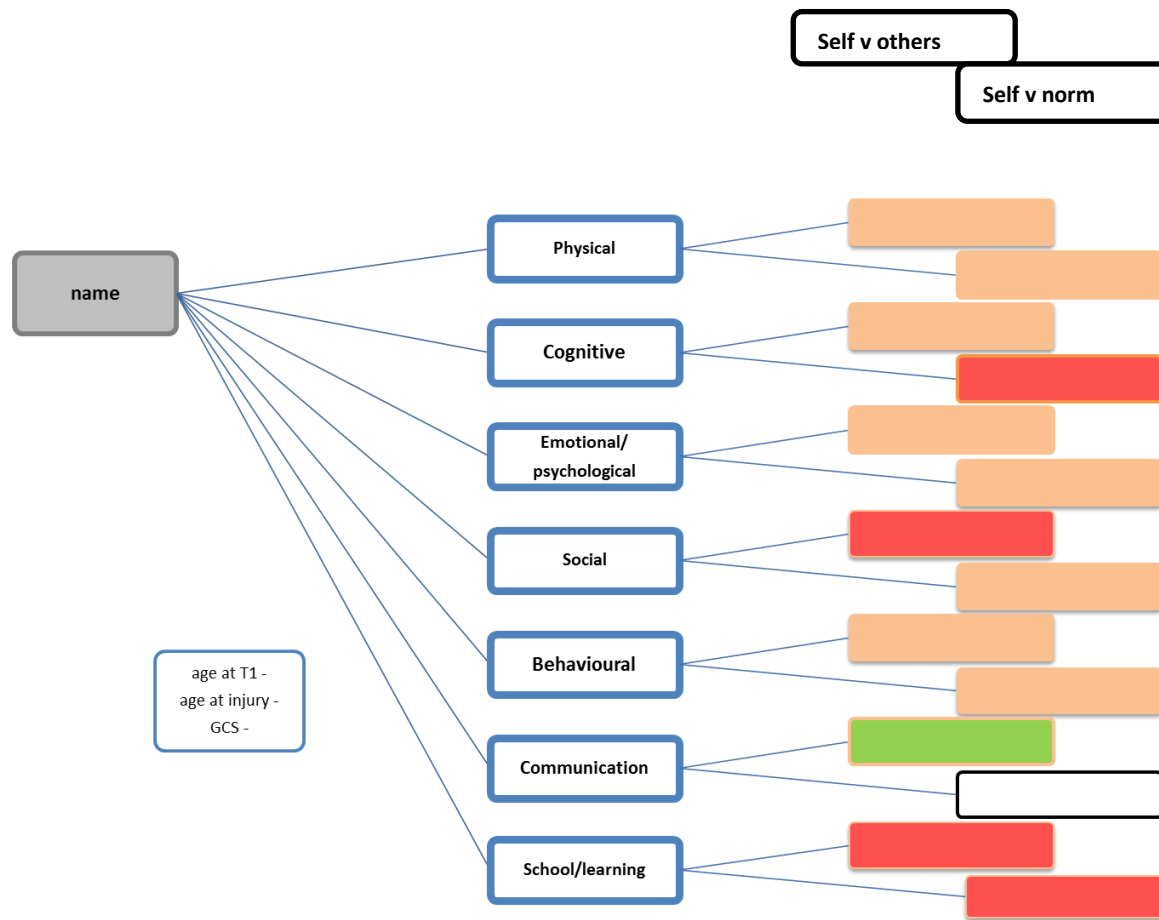 Self v others
Self v norm
Physical
name
Cognitive
Emotional/
psychological
Social
Behavioural
age at T1 -
age at injury -
GCS -
Communication
School/learning